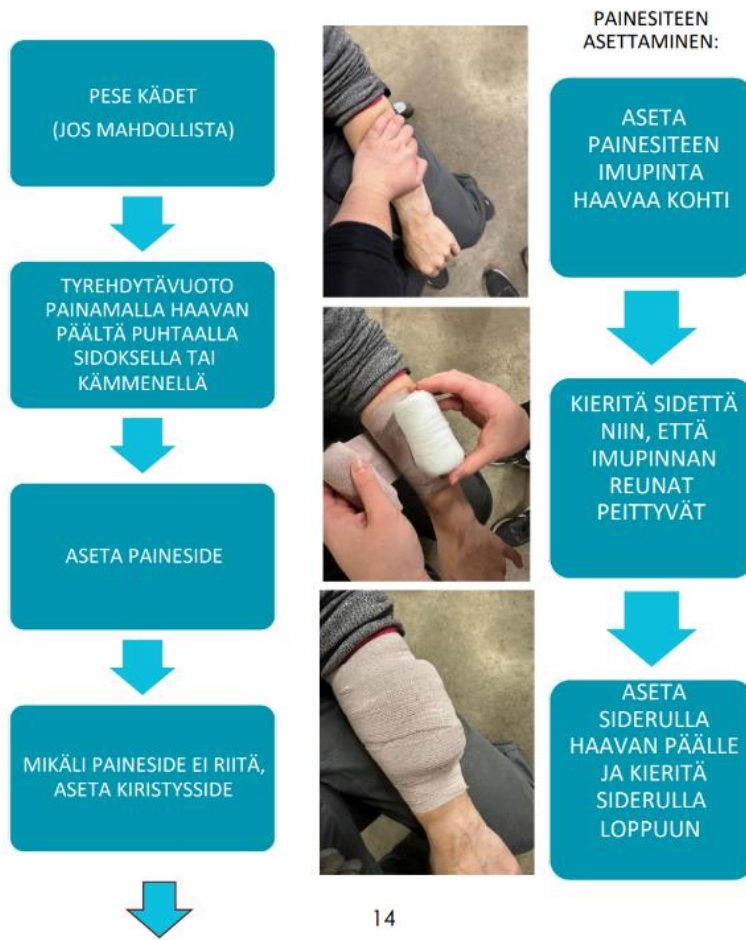 PESE KÄDET
(JOS MAHDOLLISTA)
TYREHDYTÄVUOTO
PAINAMALLA HAAVAN
PÄÄLTÄ PUHTAALLA
SIDOKSELLA TAI
KÄMMENELLÄ
ASETA PAINESIDE
MIKÄLI PAINESIDE EI RIITÄ,
ASETA KIRISTYSSIDE
PAINESITEEN
ASETTAMINEN:
ASETA
PAINESITEEN
IMUPINTA
HAAVAA KOHTI
KIERITÄ SIDETTÄ
NIIN, ETTÄ
IMUPINNAN
REUNAT
PEITTYVÄT
ASETA
SIDERULLA
HAAVAN PÄÄLLE
JA KIERITÄ
SIDERULLA
LOPPUUN
14